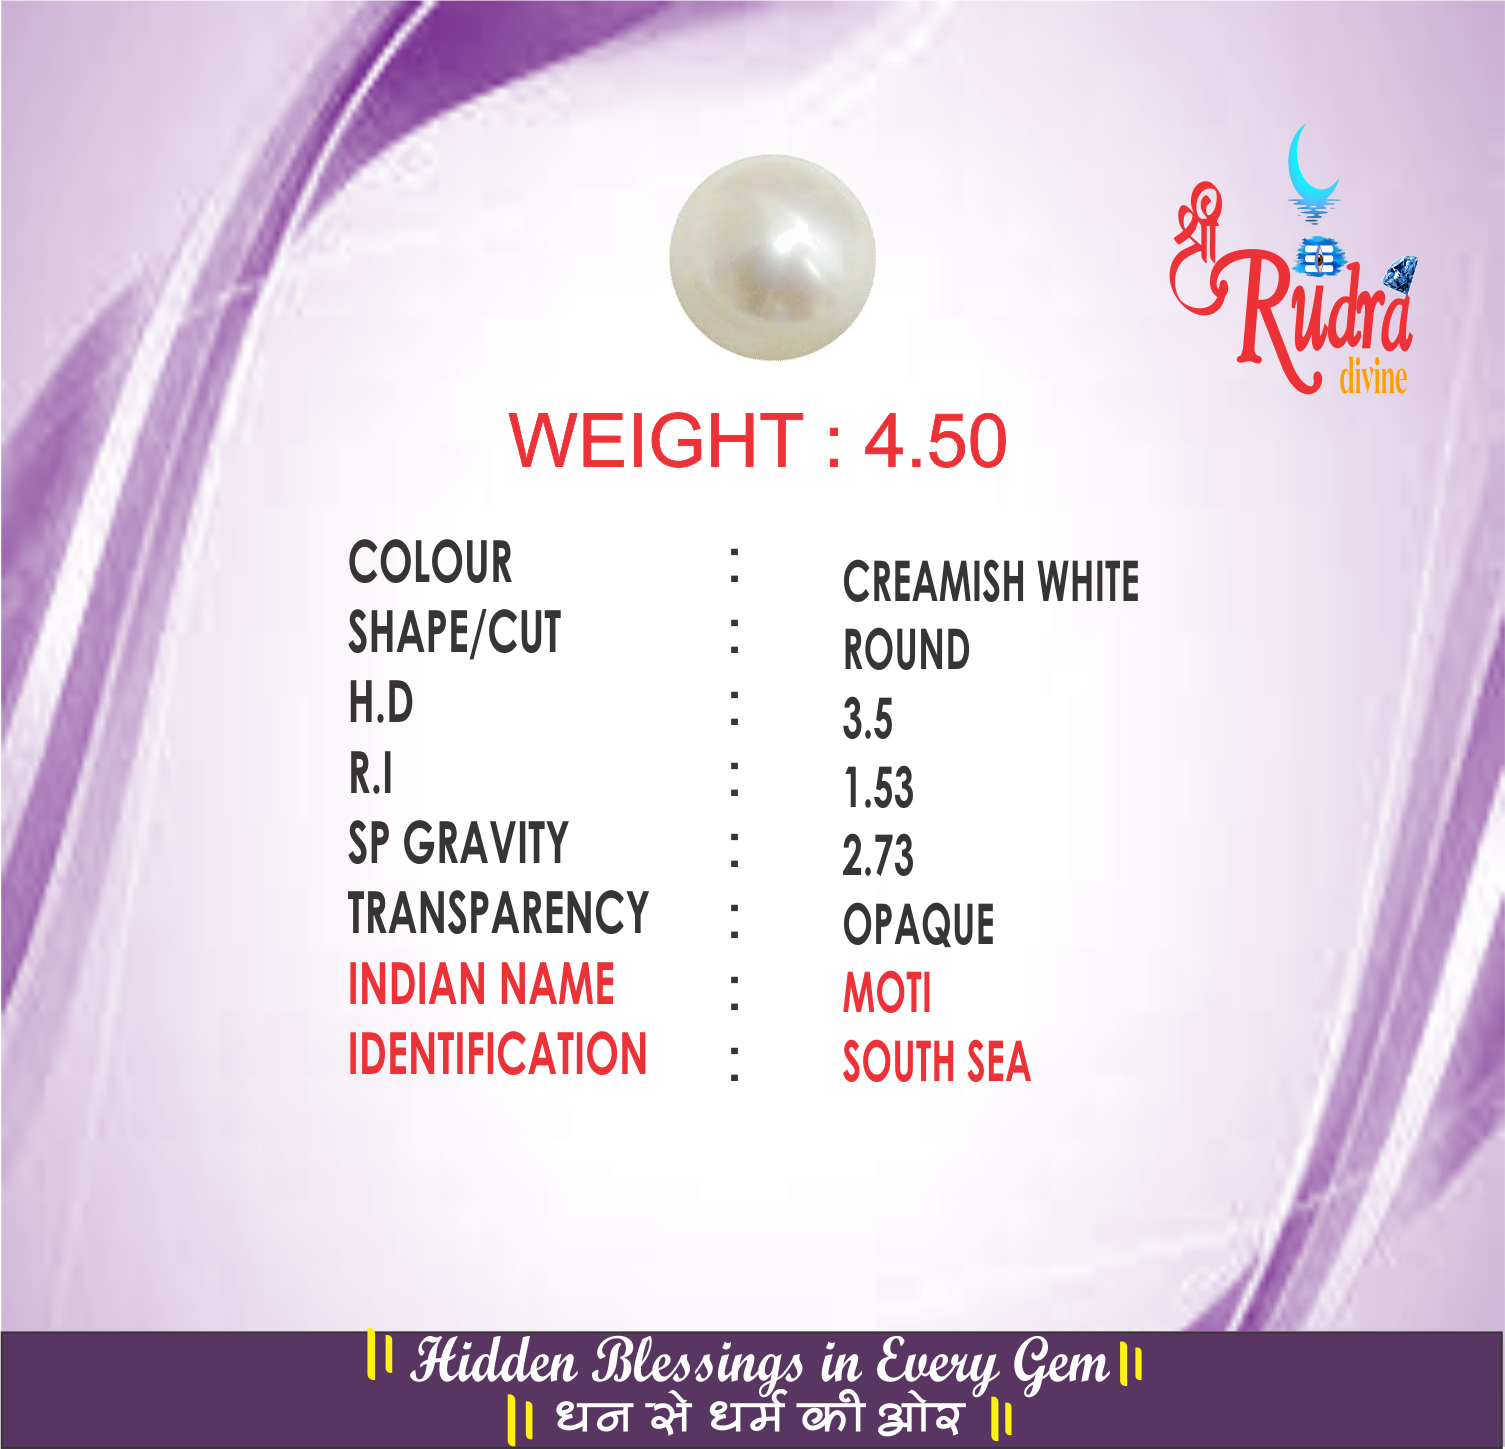 श्री
Rudra
divine
WEIGHT : 4.50
COLOUR : CREAMISH WHITE
SHAPE/CUT : ROUND
H.D : 3.5
R.I : 1.53
SP GRAVITY : 2.73
TRANSPARENCY : OPAQUE
INDIAN NAME : MOTI
IDENTIFICATION : SOUTH SEA
|| Hidden Blessings in Every Gem ||
|| धन से धर्म की ओर ||